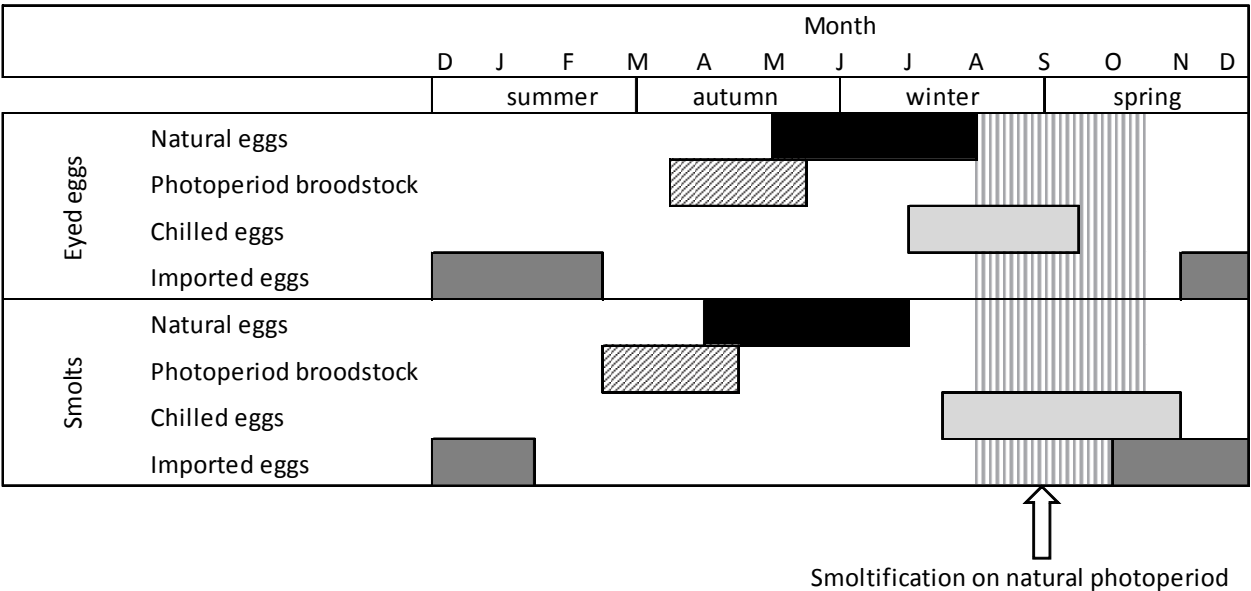 Month
D J F M A M J J A S O N D
summer autumn winter spring
Eyed eggs
Natural eggs
Photoperiod broodstock
Chilled eggs
Imported eggs
Smolts
Natural eggs
Photoperiod broodstock
Chilled eggs
Imported eggs
Smoltification on natural photoperiod